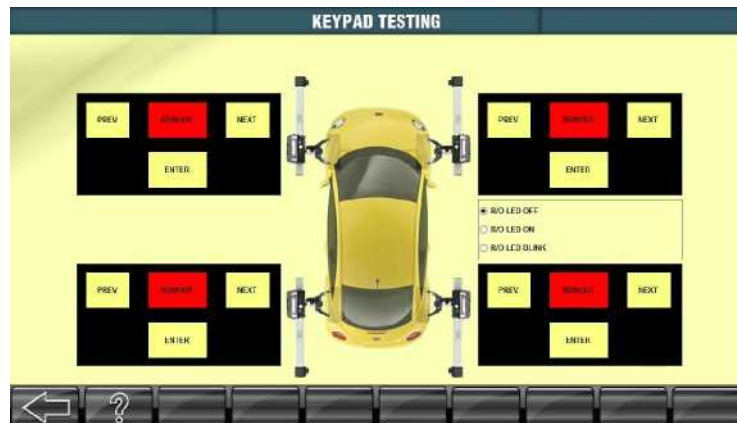 KEYPAD TESTING
PREV NEXT
ENTER
PREV NEXT
ENTER
R/O LED OFF
R/O LED ON
R/O LED BLINK
PREV NEXT
ENTER
PREV NEXT
ENTER
?